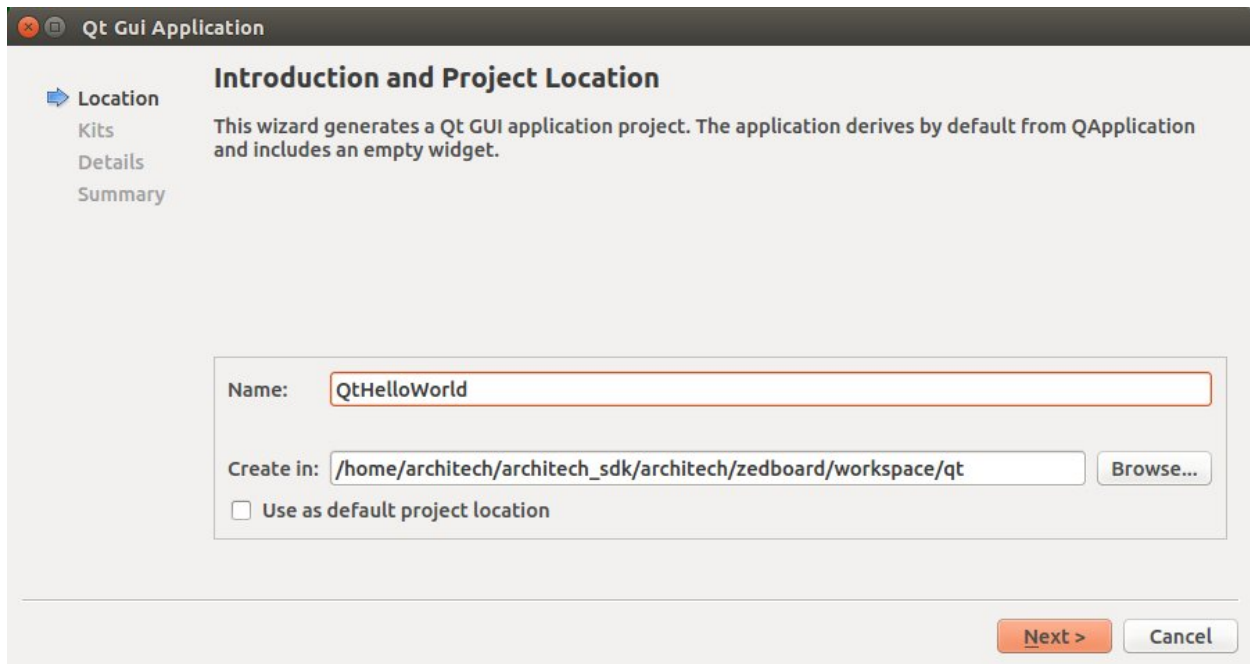 Qt Gui Application
Location
Kits
Details
Summary
Introduction and Project Location
This wizard generates a Qt GUI application project. The application derives by default from QApplication
and includes an empty widget.
Name: QtHelloWorld
Create in: /home/architech/architech_sdk/architech/zedboard/workspace/qt Browse...
Use as default project location
Next > Cancel